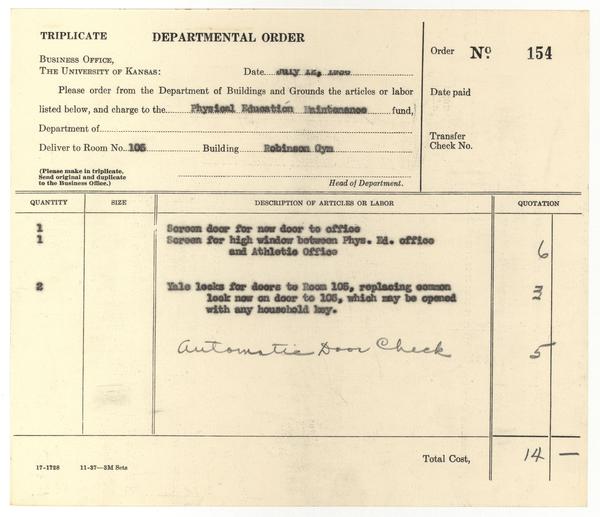 TRIPLICATE DEPARTMENTAL ORDER
Order No. 154
BUSINESS OFFICE,
THE UNIVERSITY OF KANSAS: Date July
Please order from the Department of Buildings and Grounds the articles or labor
listed below, and charge to the Physical Education Maintenance fund,
Date paid
Department of
Deliver to Room No. 105 Building Robinson Gym
Transfer
Check No.
(Please make in triplicate.
Send original and duplicate
to the Business Office.)
Head of Department.
QUANTITY SIZE DESCRIPTION OF ARTICLES OR LABOR QUOTATION
1 Screen door for new door to office
1 Screen for high window between Phys. Ed. office
and Athletic Office 6
2 Yale locks for doors to Room 105, replacing common 3
lock now on door to 105, which may be opened
with any household key.
Automatic Door Check 5
Total Cost, 14 —
17-1728 11-37—3M Sets